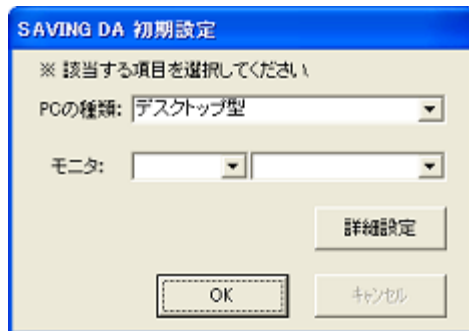 SAVING DA 初期設定
※ 該当する項目を選択してください
PCの種類: デスクトップ型
モニタ:
詳細設定
OK キャンセル